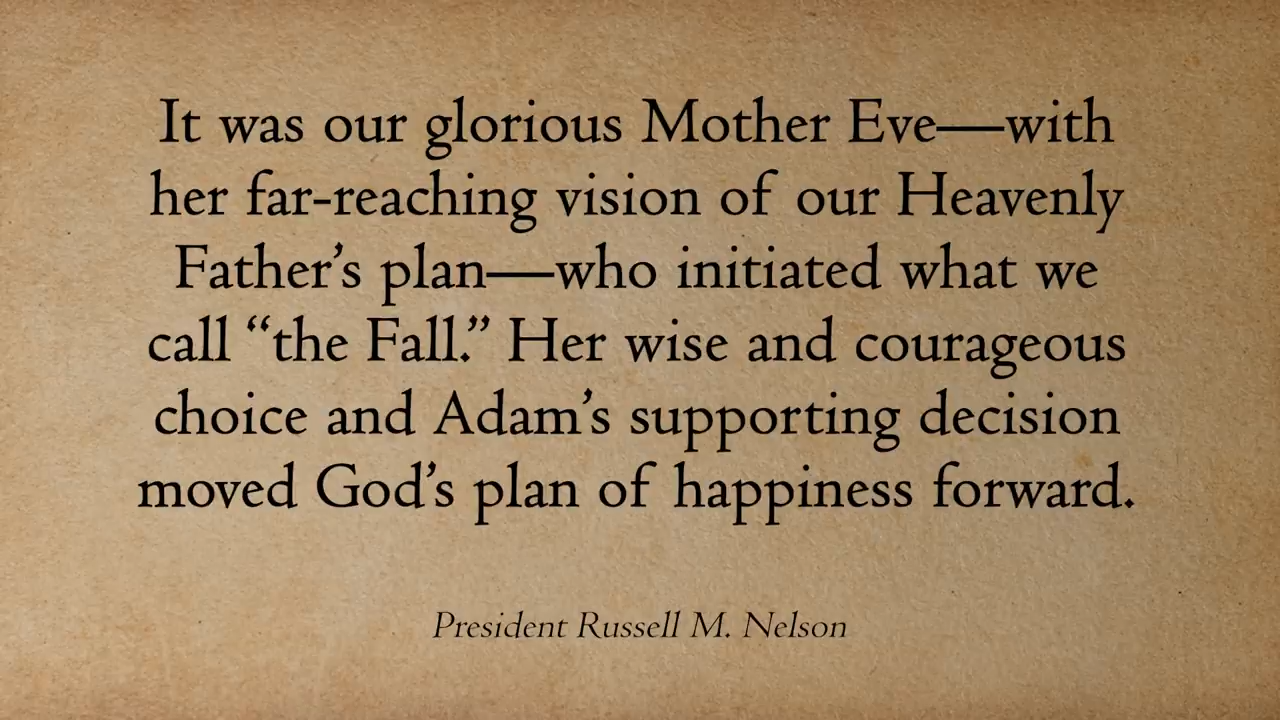 It was our glorious Mother Eve—with
her far-reaching vision of our Heavenly
Father’s plan—who initiated what we
call “the Fall.” Her wise and courageous
choice and Adam’s supporting decision
moved God’s plan of happiness forward.
President Russell M. Nelson